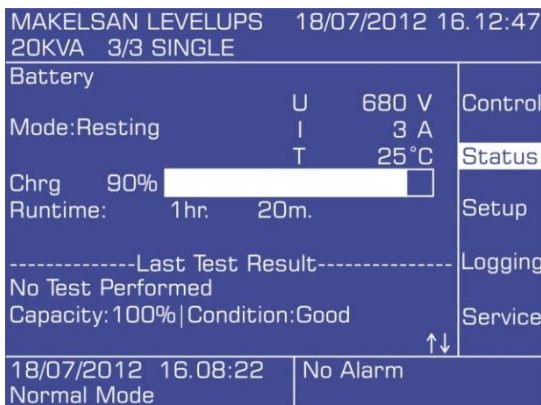 MAKELSAN LEVELUPS 18/07/2012 16.12:47
20KVA 3/3 SINGLE
Battery
U 680 V
Mode:Resting I 3 A
T 25°C
Chrg 90%
Runtime: 1hr. 20m.
--------------Last Test Result--------------
No Test Performed
Capacity:100%|Condition:Good
↑↓
Control
Status
Setup
Logging
Service
18/07/2012 16.08:22 No Alarm
Normal Mode